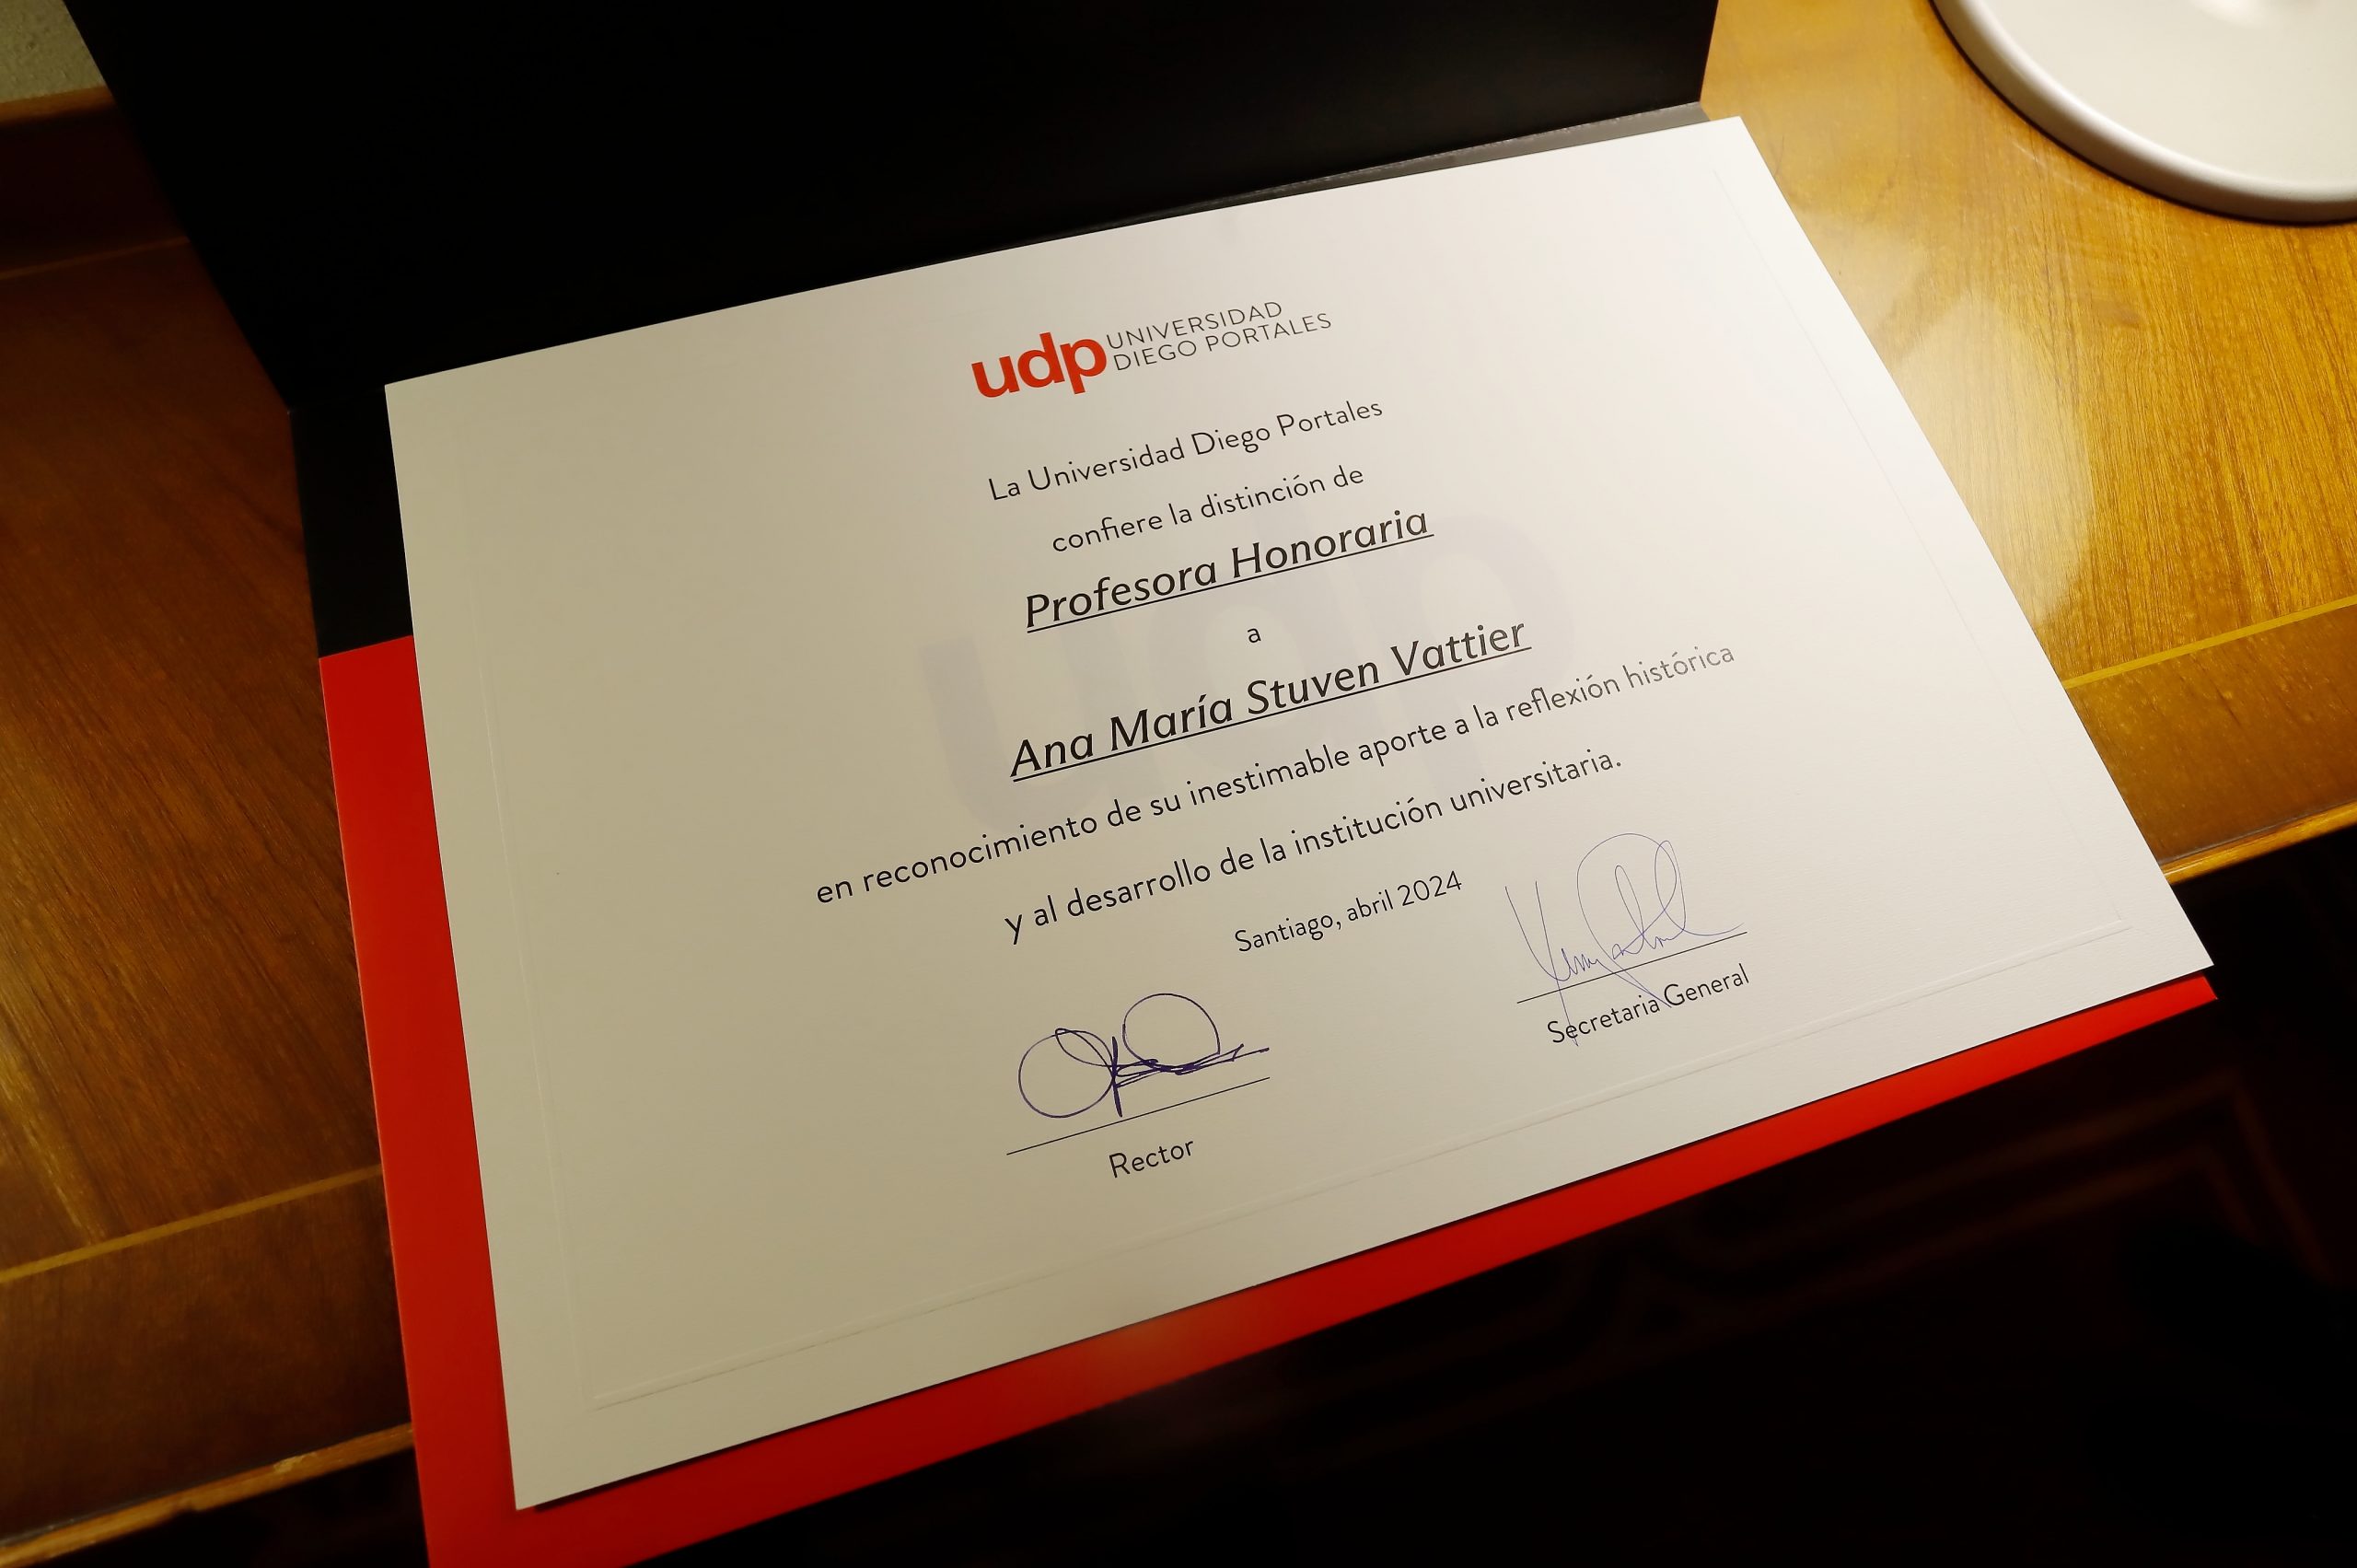 udp UNIVERSIDAD
DIEGO PORTALES
La Universidad Diego Portales
confiere la distinción de
Profesora Honoraria
a
Ana María Stuven Vattier
en reconocimiento de su inestimable aporte a la reflexión histórica
y al desarrollo de la institución universitaria.
Santiago, abril 2024
Rector
Secretaria General